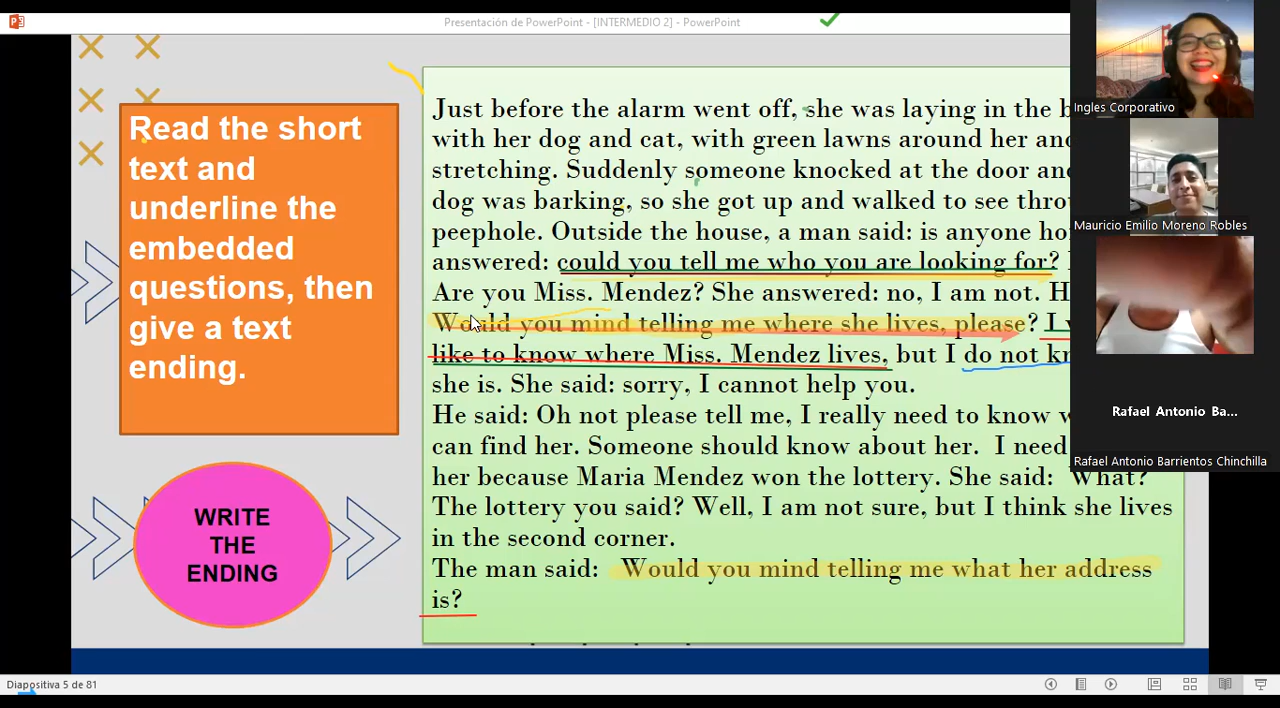 Presentación de PowerPoint - [INTERMEDIO 2] - PowerPoint
Read the short
text and
underline the
embedded
questions, then
give a text
ending.
WRITE
THE
ENDING
Just before the alarm went off, she was laying in the
with her dog and cat, with green lawns around her
stretching. Suddenly someone knocked at the door
dog was barking, so she got up and walked to see
peephole. Outside the house, a man said: is anyone
answered: could you tell me who you are looking for?
Are you Miss. Mendez? She answered: no, I am not.
Would you mind telling me where she lives, please? I
like to know where Miss. Mendez lives, but I do not
she is. She said: sorry, I cannot help you.
He said: Oh not please tell me, I really need to know
can find her. Someone should know about her. I need
her because Maria Mendez won the lottery. She said: What?
The lottery you said? Well, I am not sure, but I think she lives
in the second corner.
The man said: Would you mind telling me what her address
is?
Ingles Corporativo
Mauricio Emilio Moreno Robles
Rafael Antonio Ba...
Rafael Antonio Barrientos Chinchilla
Diapositiva 5 de 81